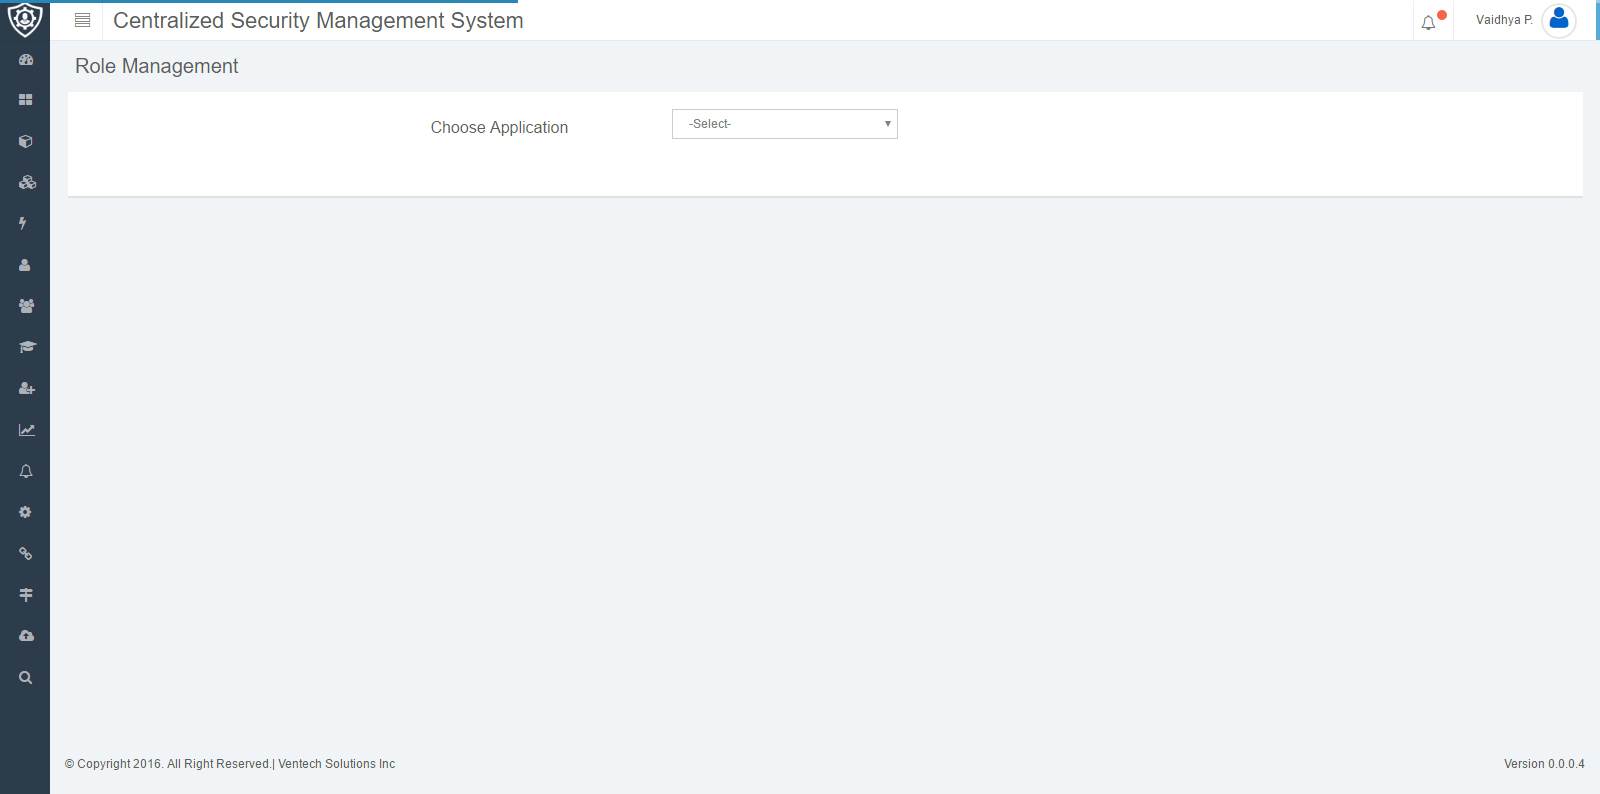 Centralized Security Management System
Vaidhya P.
Role Management
Choose Application
-Select-
© Copyright 2016. All Right Reserved.| Ventech Solutions Inc
Version 0.0.0.4